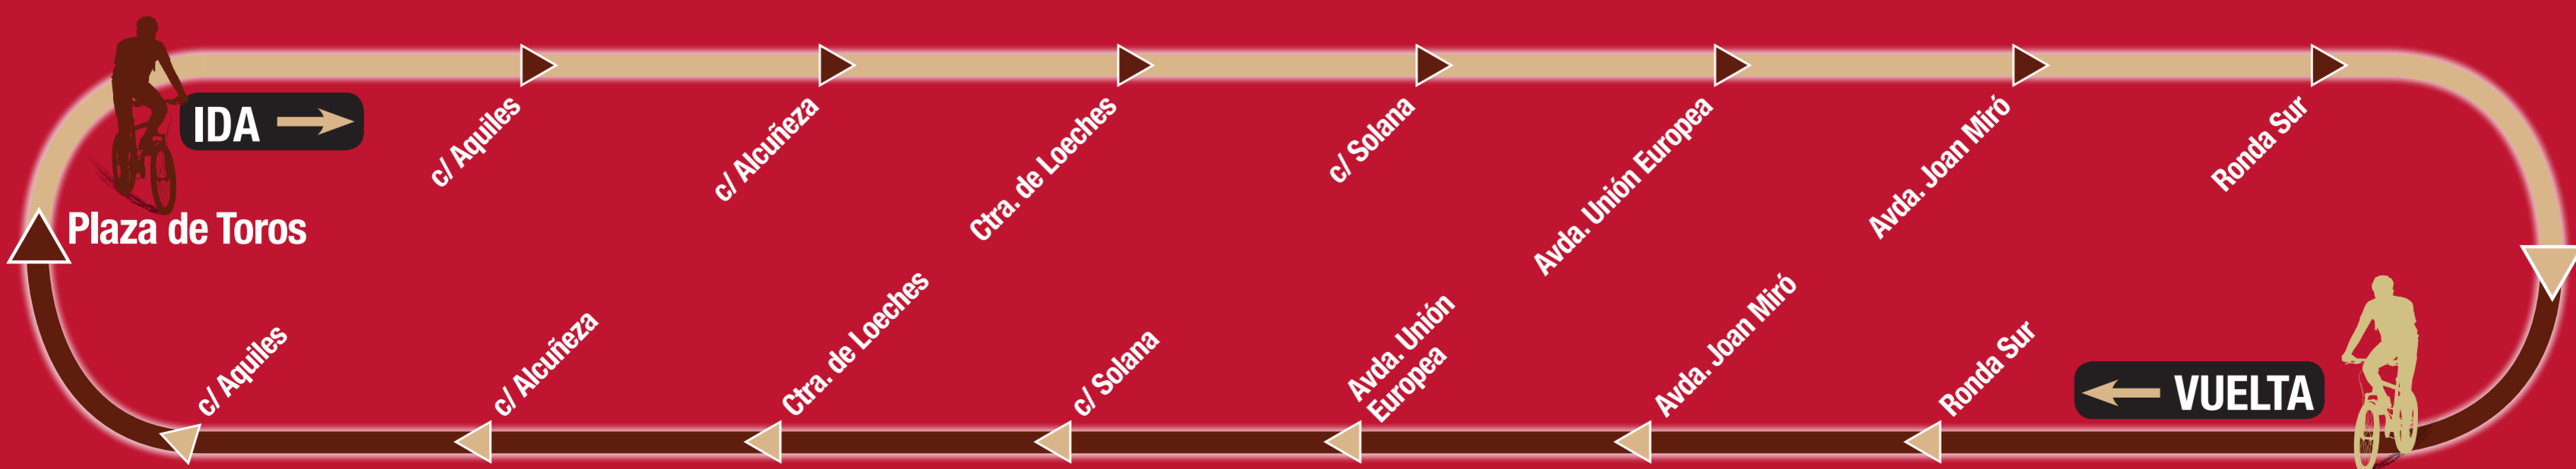 IDA
Plaza de Toros
c/ Aquiles
c/ Alcuñeza
Ctra. de Loeches
c/ Solana
Avda. Unión Europea
Avda. Joan Miró
Ronda Sur
c/ Aquiles
c/ Alcuñeza
Ctra. de Loeches
c/ Solana
Avda. Unión
Europea
Avda. Joan Miró
Ronda Sur
VUELTA